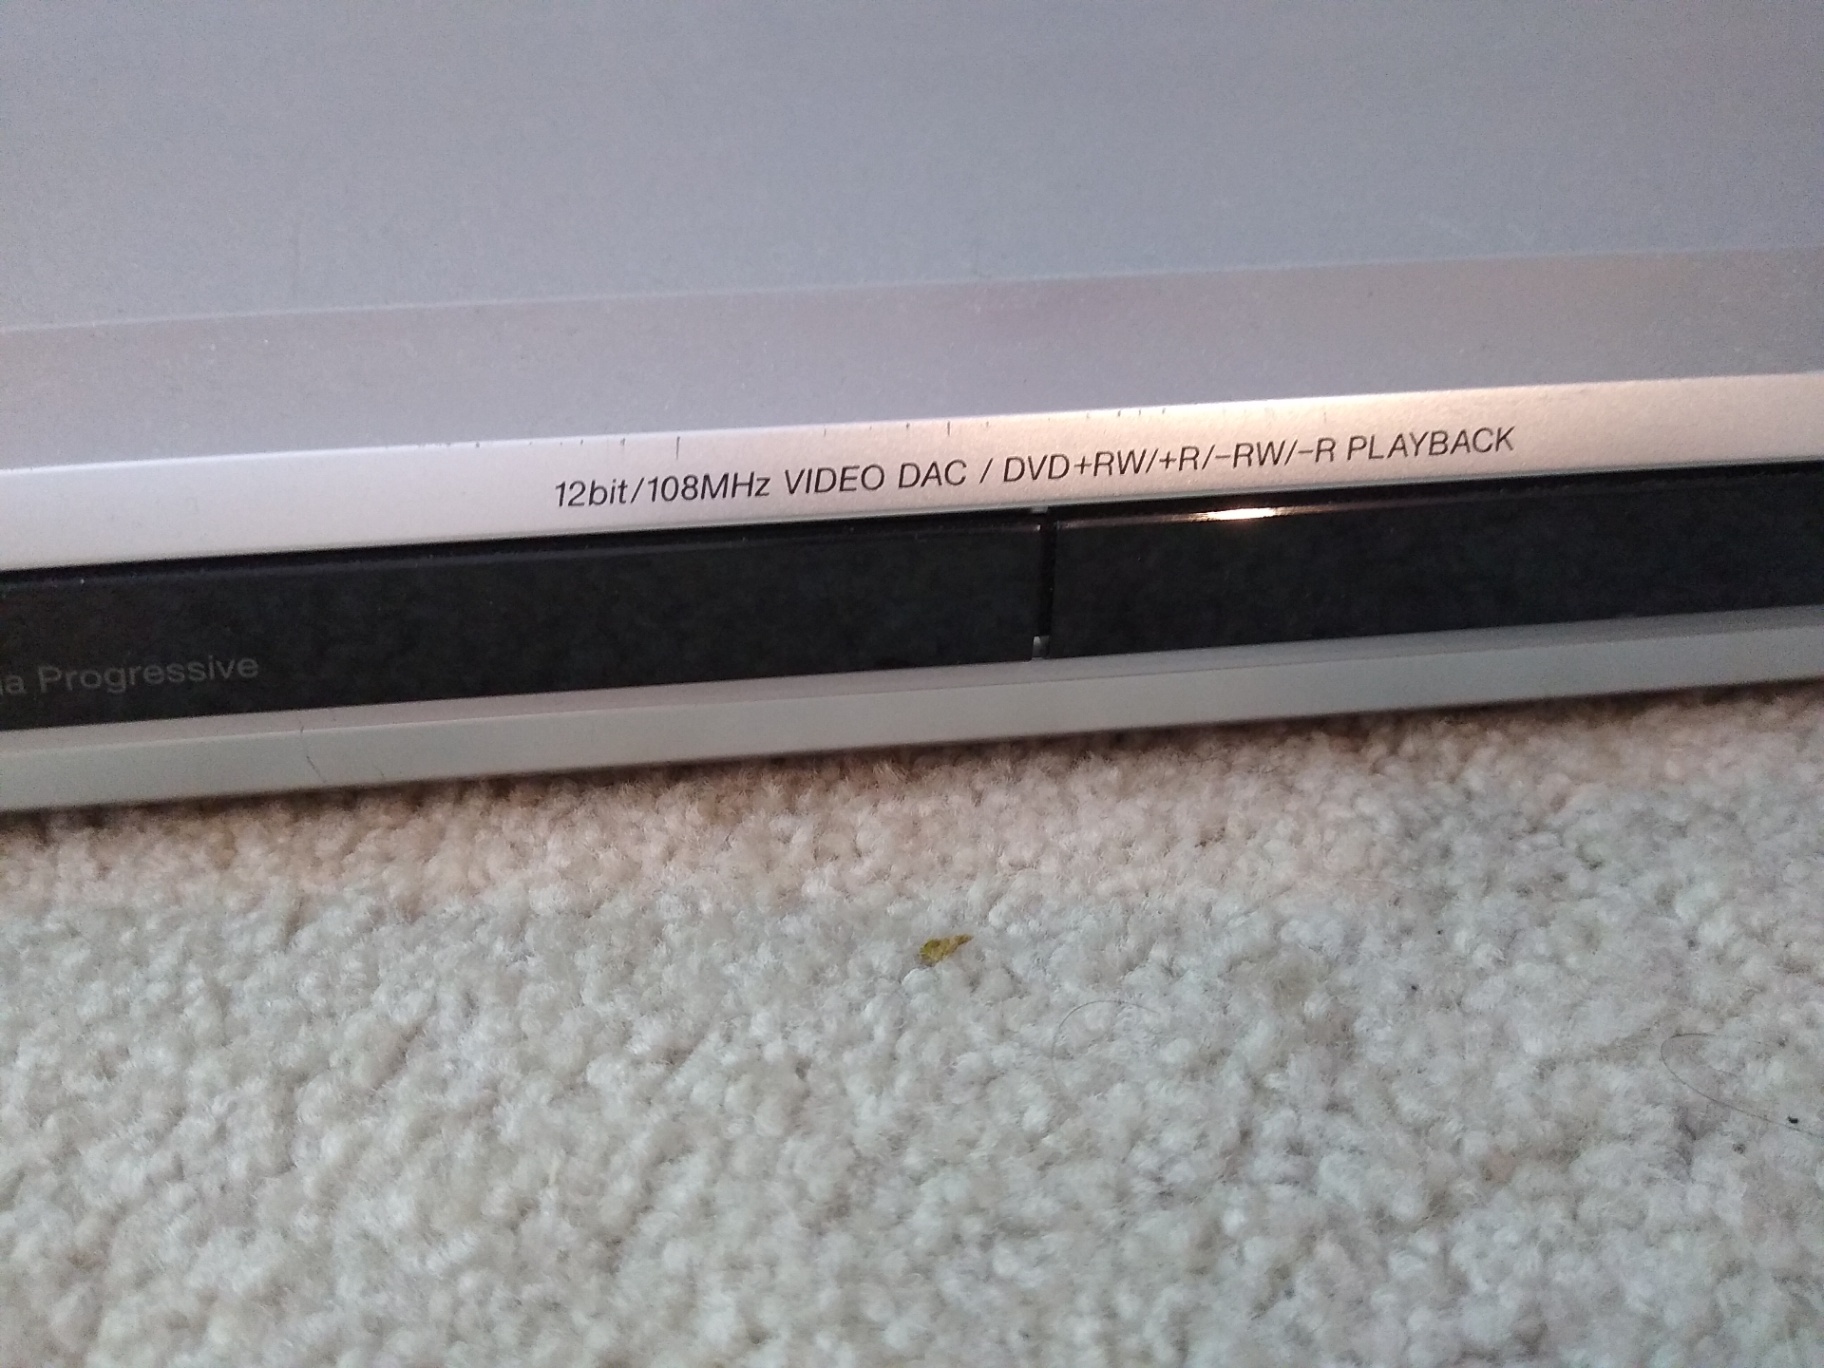 12bit/108MHz VIDEO DAC / DVD+RW/+R/–RW/–R PLAYBACK
Progressive